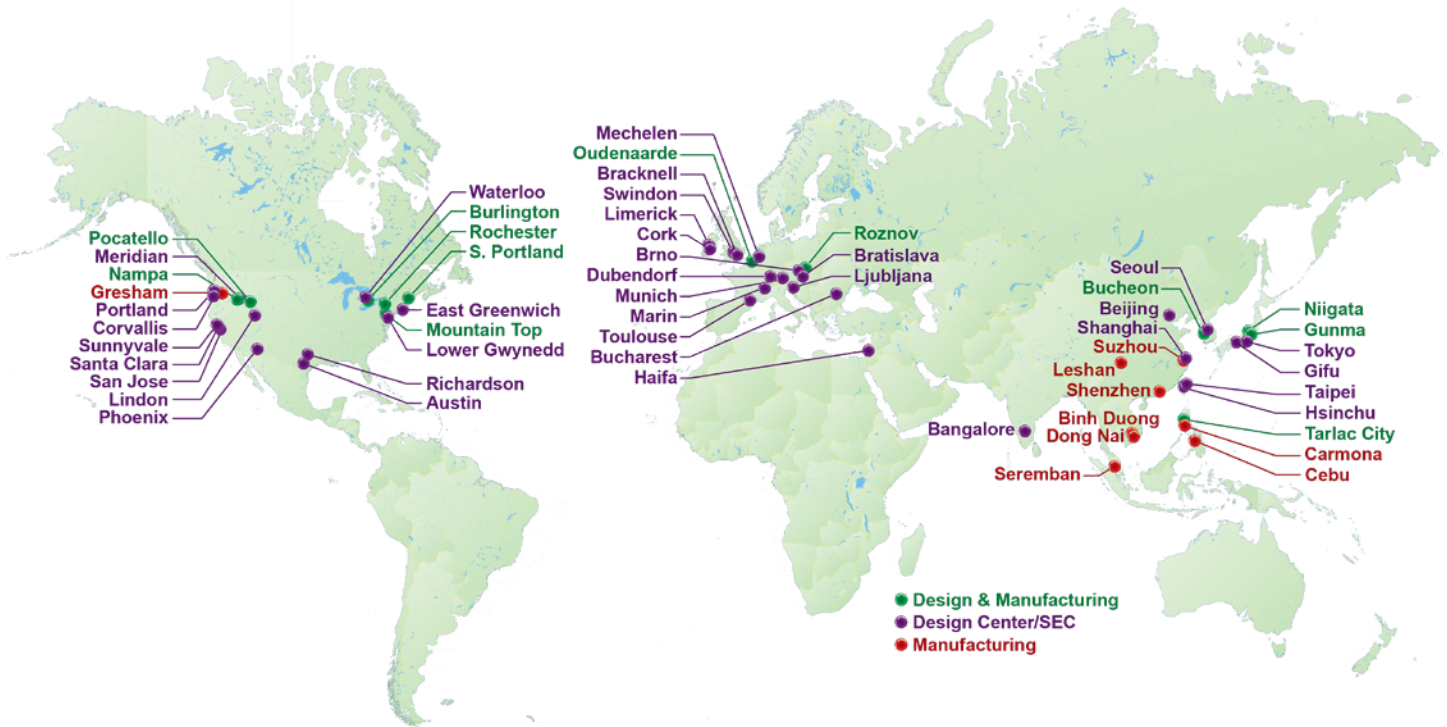 Pocatello
Meridian
Nampa
Gresham
Portland
Corvallis
Sunnyvale
Santa Clara
San Jose
Lindon
Phoenix
Waterloo
Burlington
Rochester
S. Portland
East Greenwich
Mountain Top
Lower Gwynedd
Richardson
Austin
Mechelen
Oudenaarde
Bracknell
Swindon
Limerick
Cork
Brno
Dubendorf
Munich
Marin
Toulouse
Bucharest
Haifa
Roznov
Bratislava
Ljubljana
Bangalore
Seoul
Bucheon
Beijing
Shanghai
Suzhou
Leshan
Shenzhen
Binh Duong
Dong Nai
Seremban
Niigata
Gunma
Tokyo
Gifu
Taipei
Hsinchu
Tarlac City
Carmona
Cebu
Design & Manufacturing
Design Center/SEC
Manufacturing